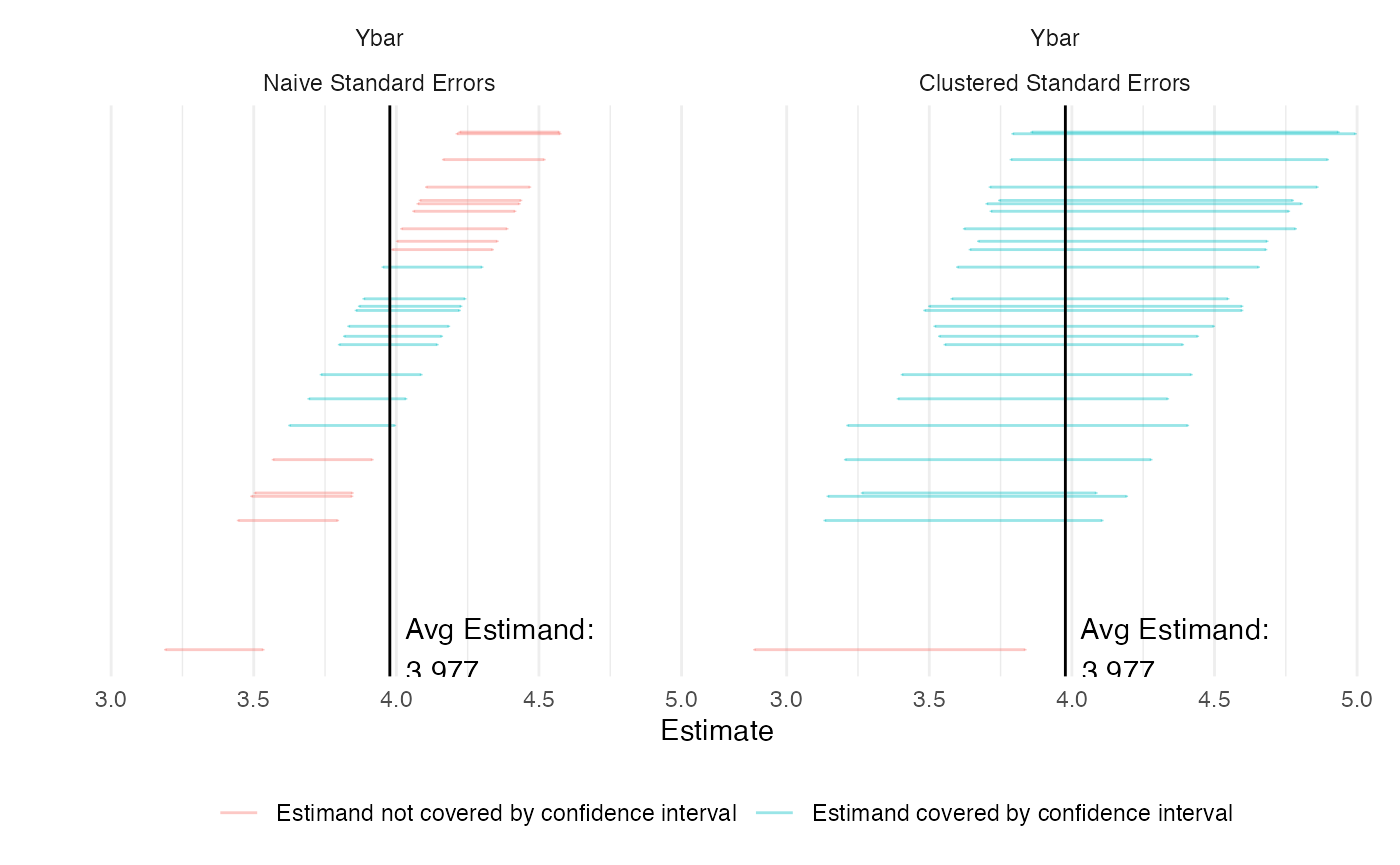 Ybar
Ybar
Naive Standard Errors
Clustered Standard Errors
Avg Estimand:
3.977
Avg Estimand:
3.977
3.0 3.5 4.0 4.5 5.0
3.0 3.5 4.0 4.5 5.0
Estimate
Estimand not covered by confidence interval
Estimand covered by confidence interval